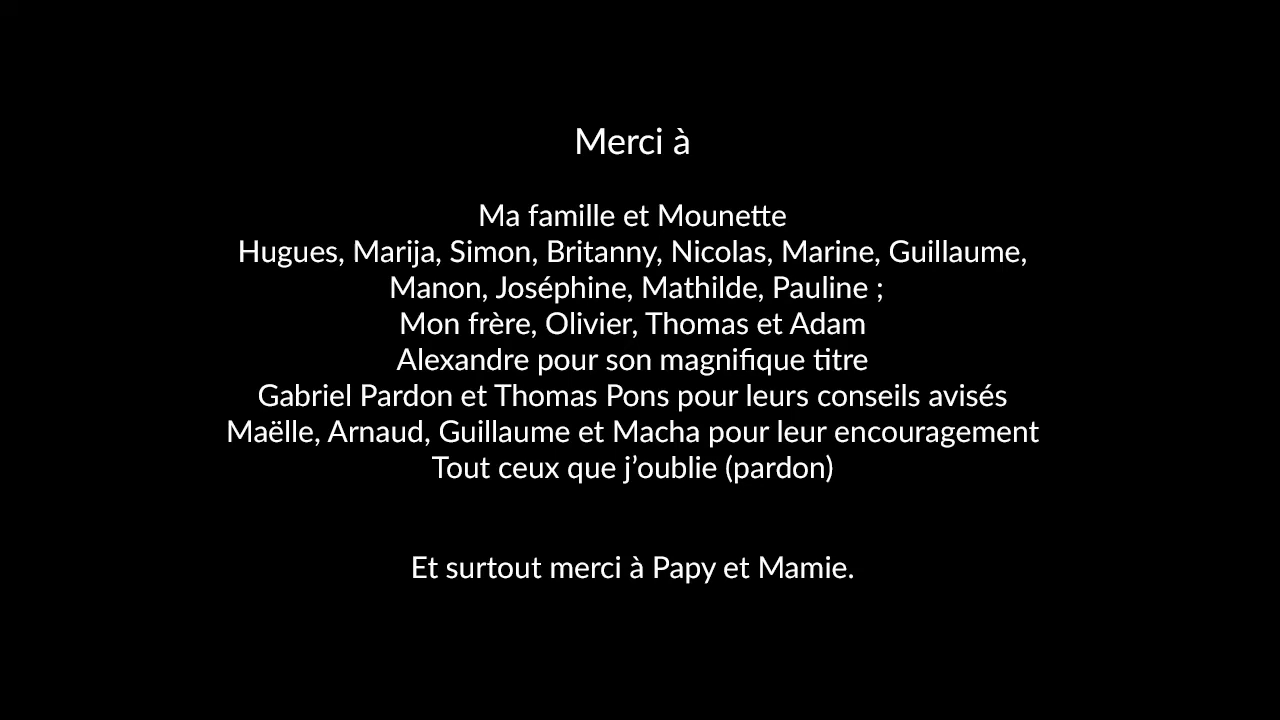 Merci à
Ma famille et Mounette
Hugues, Marija, Simon, Britanny, Nicolas, Marine, Guillaume,
Manon, Joséphine, Mathilde, Pauline ;
Mon frère, Olivier, Thomas et Adam
Alexandre pour son magnifique titre
Gabriel Pardon et Thomas Pons pour leurs conseils avisés
Maëlle, Arnaud, Guillaume et Macha pour leur encouragement
Tout ceux que j’oublie (pardon)
Et surtout merci à Papy et Mamie.